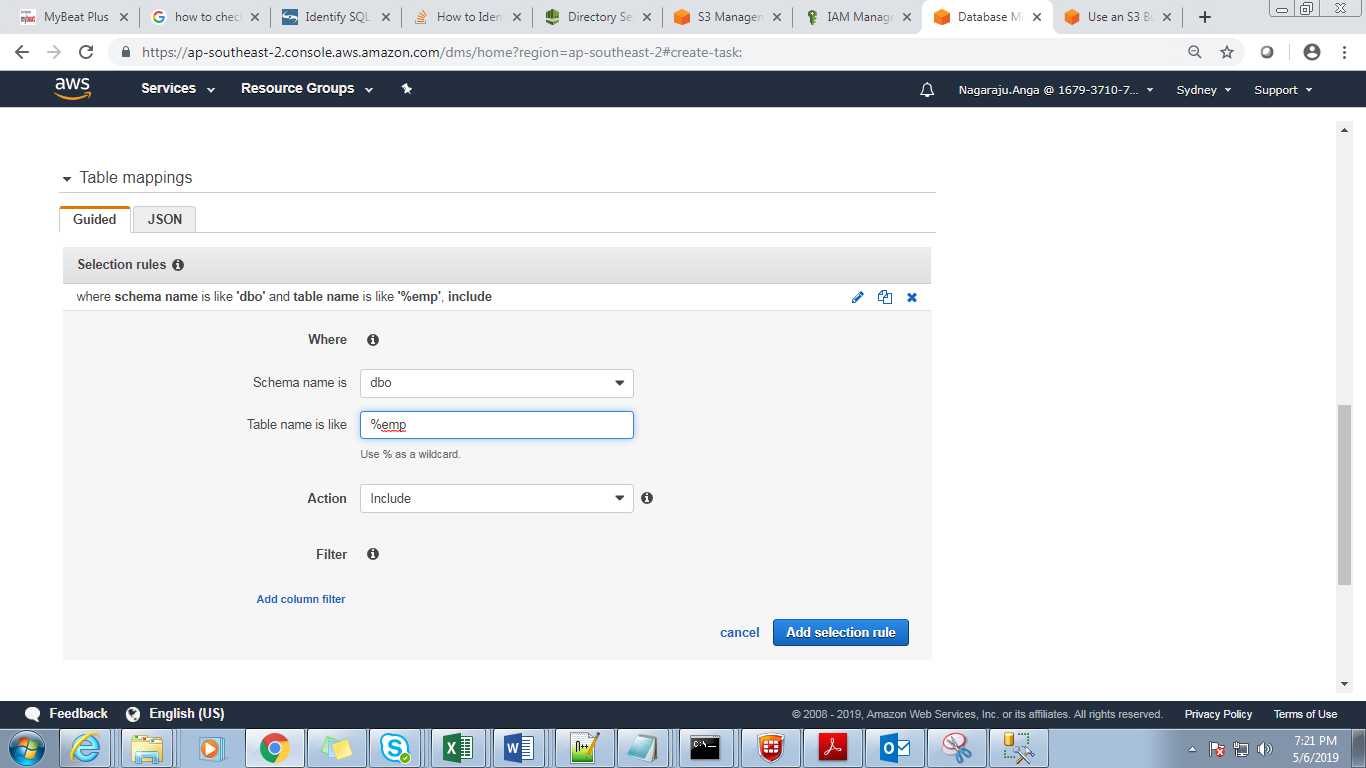 MyBeat Plus
how to chec
Identify SQL
How to Iden
Directory Se
S3 Managem
IAM Manage
Database M
Use an S3 Bu
https://ap-southeast-2.console.aws.amazon.com/dms/home?region=ap-southeast-2#create-task:
aws
Services
Resource Groups
Nagaraju.Anga @ 1679-3710-7...
Sydney
Support
Table mappings
Guided
JSON
Selection rules
where schema name is like 'dbo' and table name is like '%emp', include
Where
Schema name is
dbo
Table name is like
%emp
Use % as a wildcard.
Action
Include
Filter
Add column filter
cancel
Add selection rule
Feedback
English (US)
© 2008 - 2019, Amazon Web Services, Inc. or its affiliates. All rights reserved.
Privacy Policy
Terms of Use
7:21 PM
5/6/2019